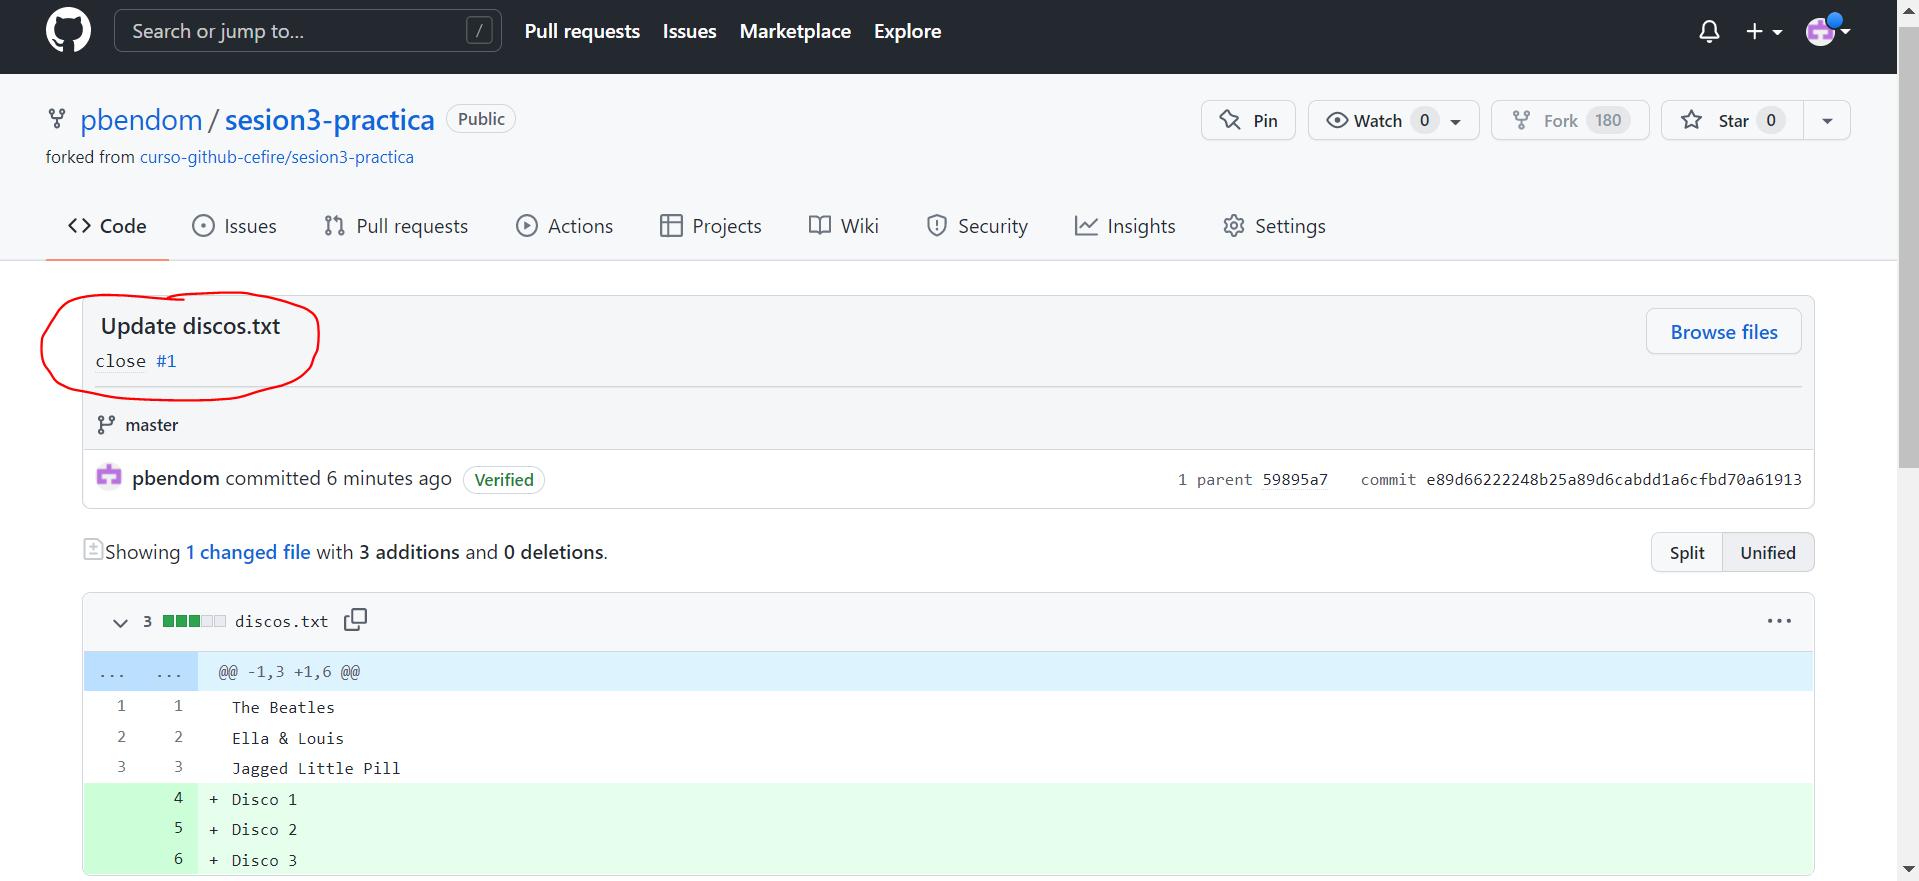 Search or jump to... / Pull requests Issues Marketplace Explore
pbendom / sesion3-practica Public Pin Watch 0 Fork 180 Star 0
forked from curso-github-cefire/sesion3-practica
Code Issues Pull requests Actions Projects Wiki Security Insights Settings
Update discos.txt Browse files
close #1
master
pbendom committed 6 minutes ago Verified 1 parent 59895a7 commit e89d66222248b25a89d6cabdd1a6cfbd70a61913
Showing 1 changed file with 3 additions and 0 deletions. Split Unified
3 discos.txt ...
... ... @@ -1,3 +1,6 @@
1 1 The Beatles
2 2 Ella & Louis
3 3 Jagged Little Pill
4 + Disco 1
5 + Disco 2
6 + Disco 3